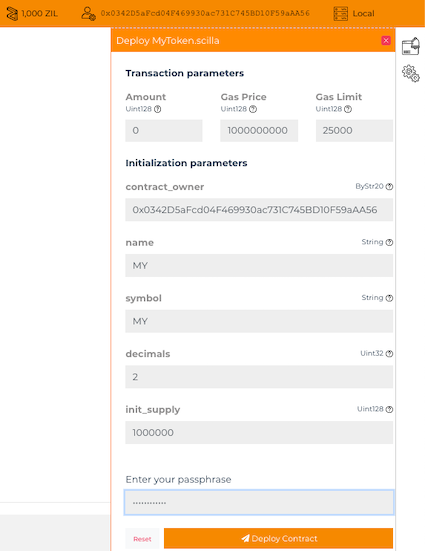 1,000 ZIL 0x0342D5aFcd04F469930ac731C745BD10F59aAA56 Local
Deploy MyToken.scilla
Transaction parameters
Amount Gas Price Gas Limit
Uint128 Uint128 Uint128
0 1000000000 25000
Initialization parameters
contract_owner ByStr20
0x0342D5aFcd04F469930ac731C745BD10F59aAA56
name String
MY
symbol String
MY
decimals Uint32
2
init_supply Uint128
1000000
Enter your passphrase
············
Reset Deploy Contract